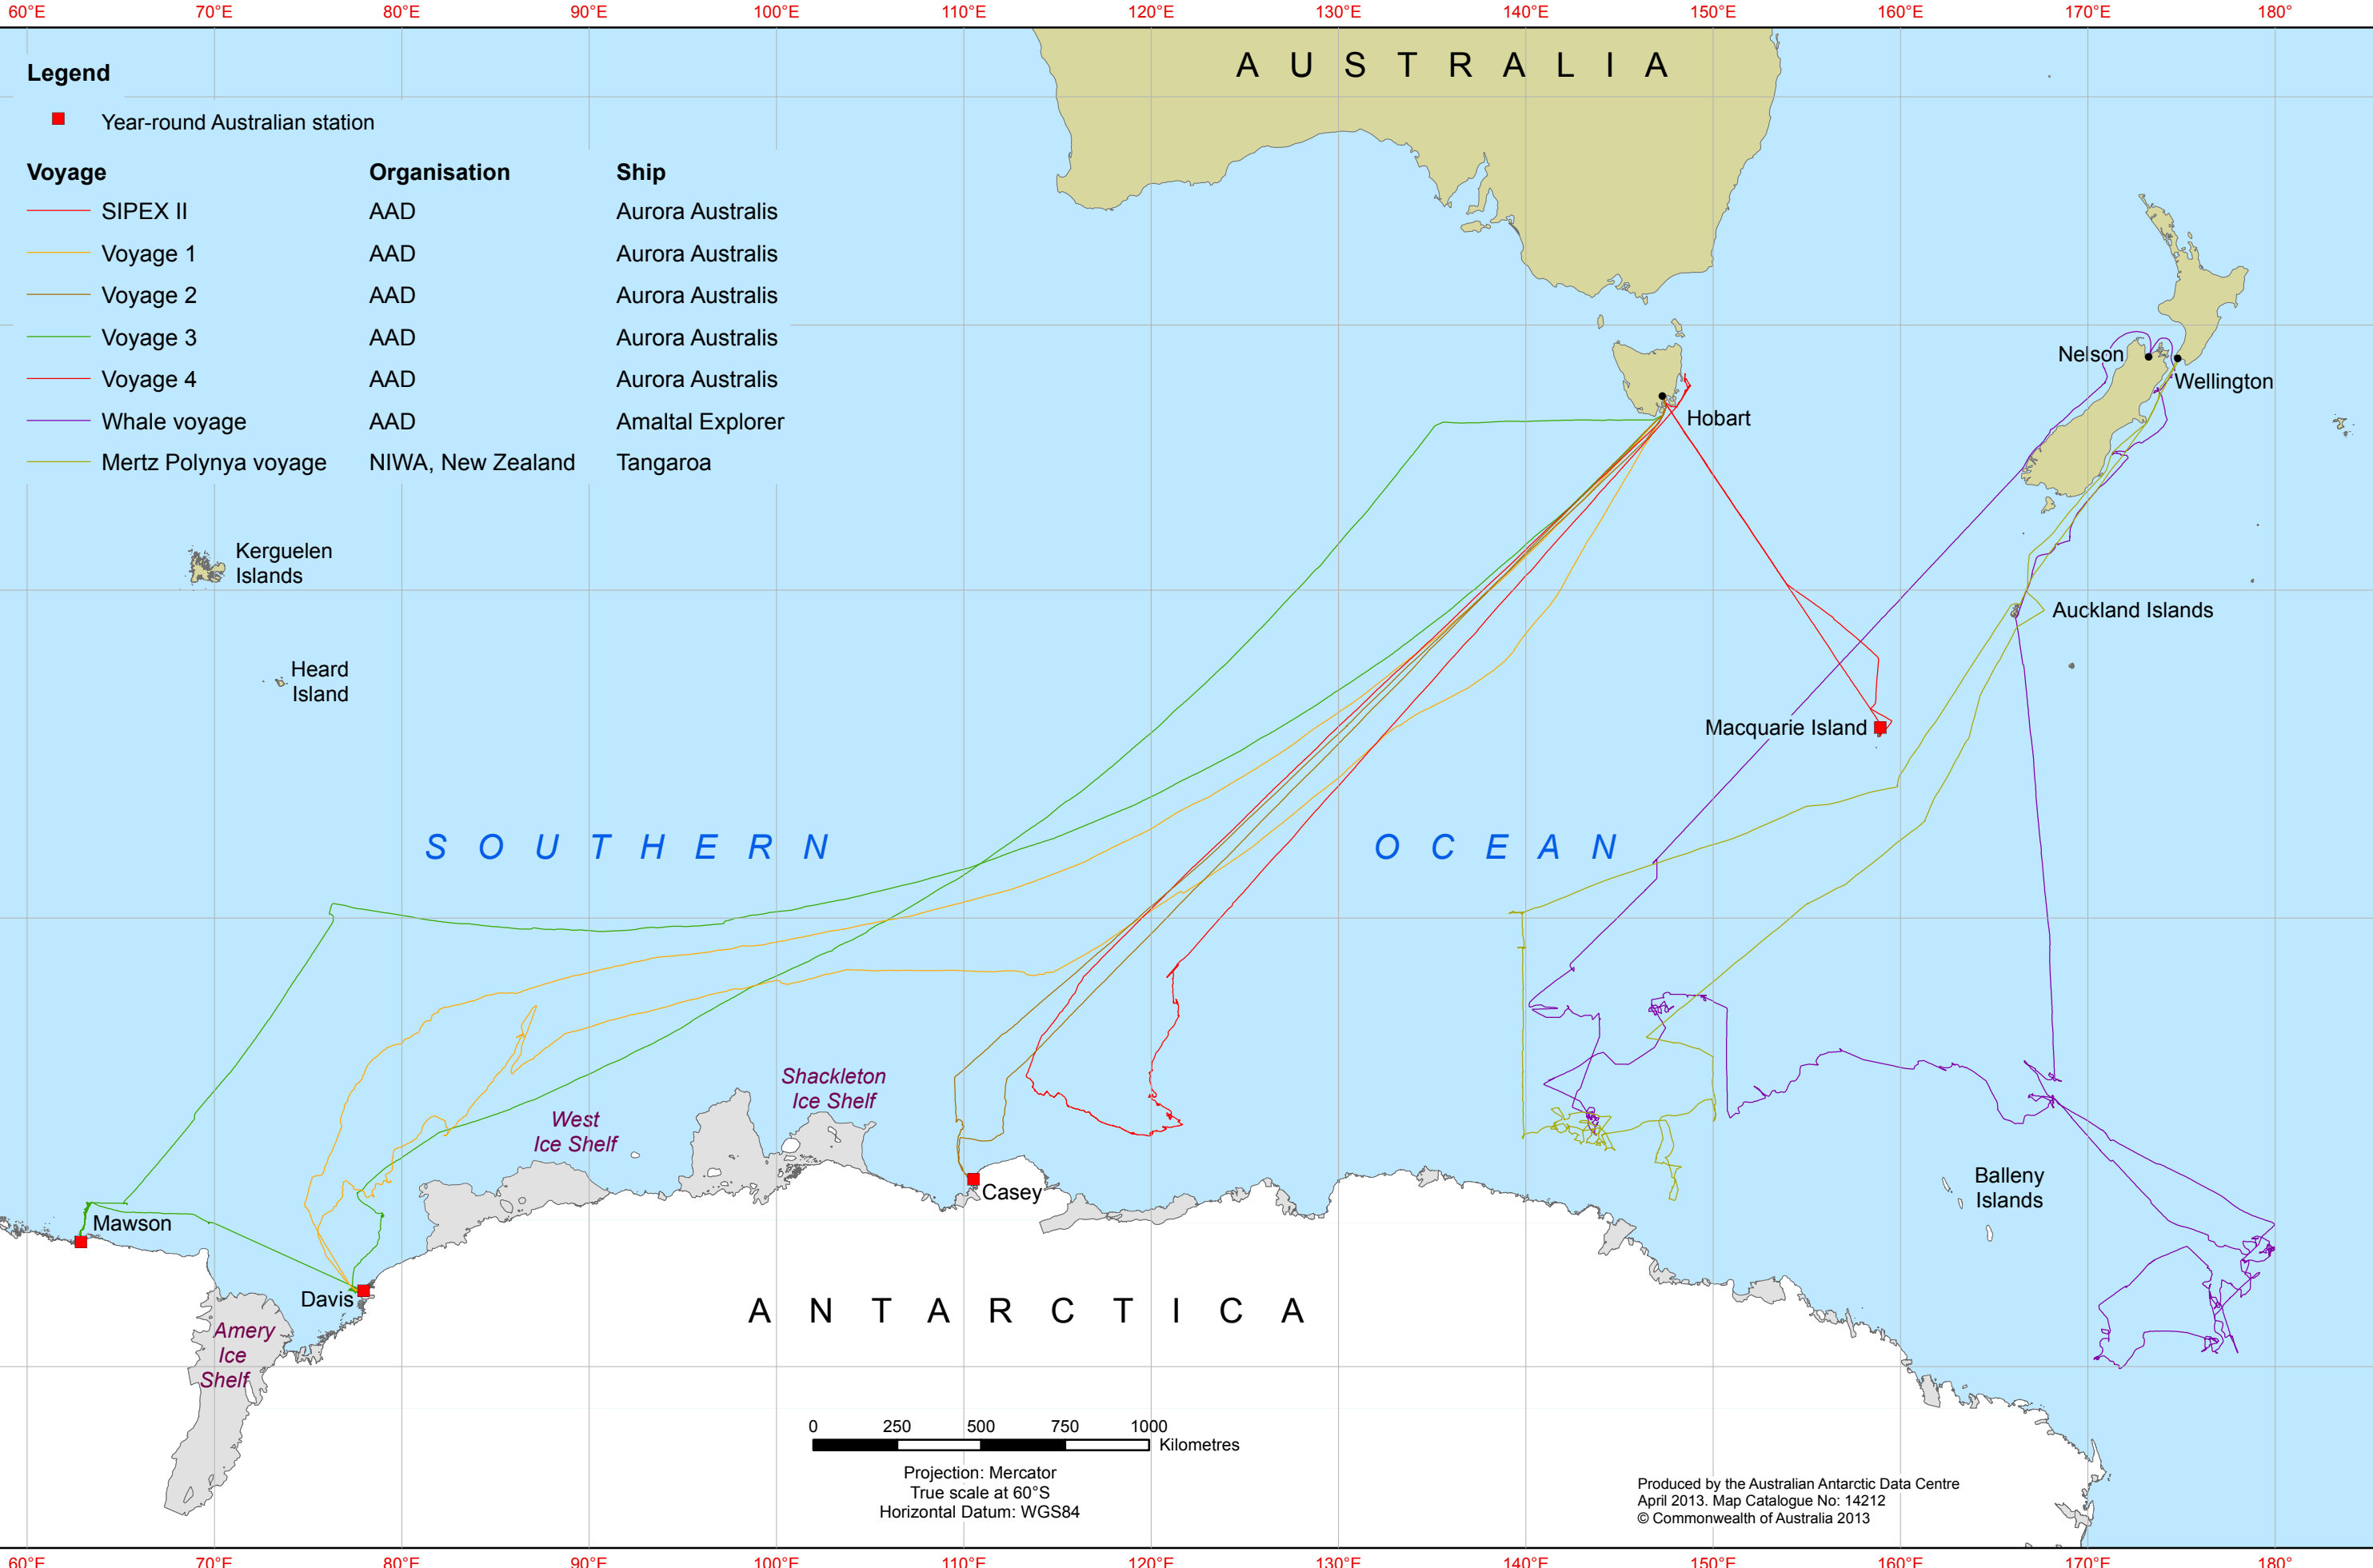 60°E 70°E 80°E 90°E 100°E 110°E 120°E 130°E 140°E 150°E 160°E 170°E 180°
AUSTRALIA
Legend
Year-round Australian station
Voyage Organisation Ship
SIPEX II AAD Aurora Australis
Voyage 1 AAD Aurora Australis
Voyage 2 AAD Aurora Australis
Voyage 3 AAD Aurora Australis
Voyage 4 AAD Aurora Australis
Whale voyage AAD Amaltal Explorer
Mertz Polynya voyage NIWA, New Zealand Tangaroa
Nelson
Wellington
Hobart
Kerguelen
Islands
Auckland Islands
Heard
Island
Macquarie Island
SOUTHERN OCEAN
Shackleton
Ice Shelf
West
Ice Shelf
Casey
Balleny
Islands
Mawson
Davis
ANTARCTICA
Amery
Ice
Shelf
0 250 500 750 1000
Kilometres
Projection: Mercator
True scale at 60°S
Horizontal Datum: WGS84
Produced by the Australian Antarctic Data Centre
April 2013. Map Catalogue No: 14212
© Commonwealth of Australia 2013
60°E 70°E 80°E 90°E 100°E 110°E 120°E 130°E 140°E 150°E 160°E 170°E 180°